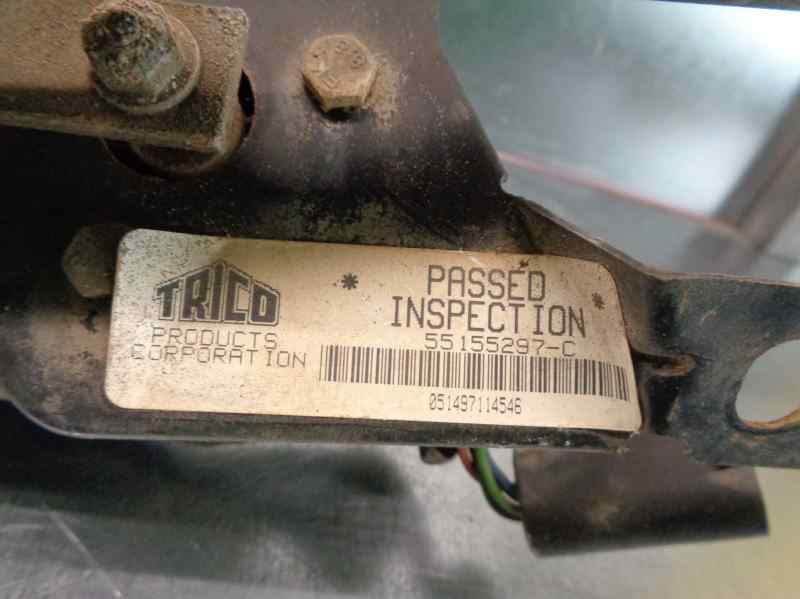 TRICO
PRODUCTS
CORPORATION
* PASSED *
INSPECTION
55155297-C
051497114546